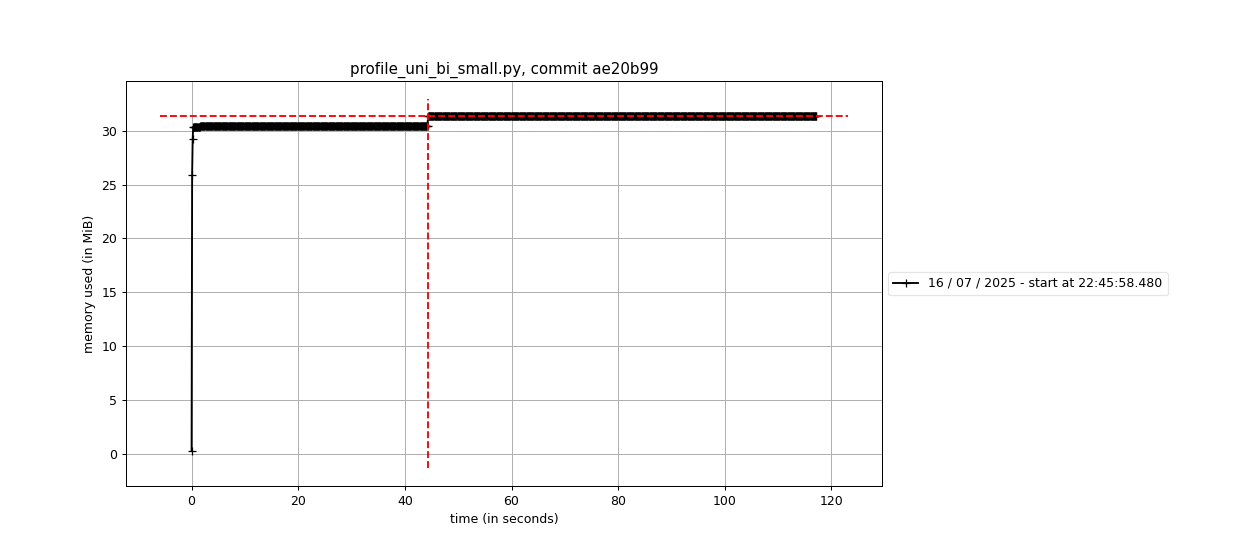 profile_uni_bi_small.py, commit ae20b99
memory used (in MiB)
30
25
20
15
10
5
0
0 20 40 60 80 100 120
time (in seconds)
16 / 07 / 2025 - start at 22:45:58.480